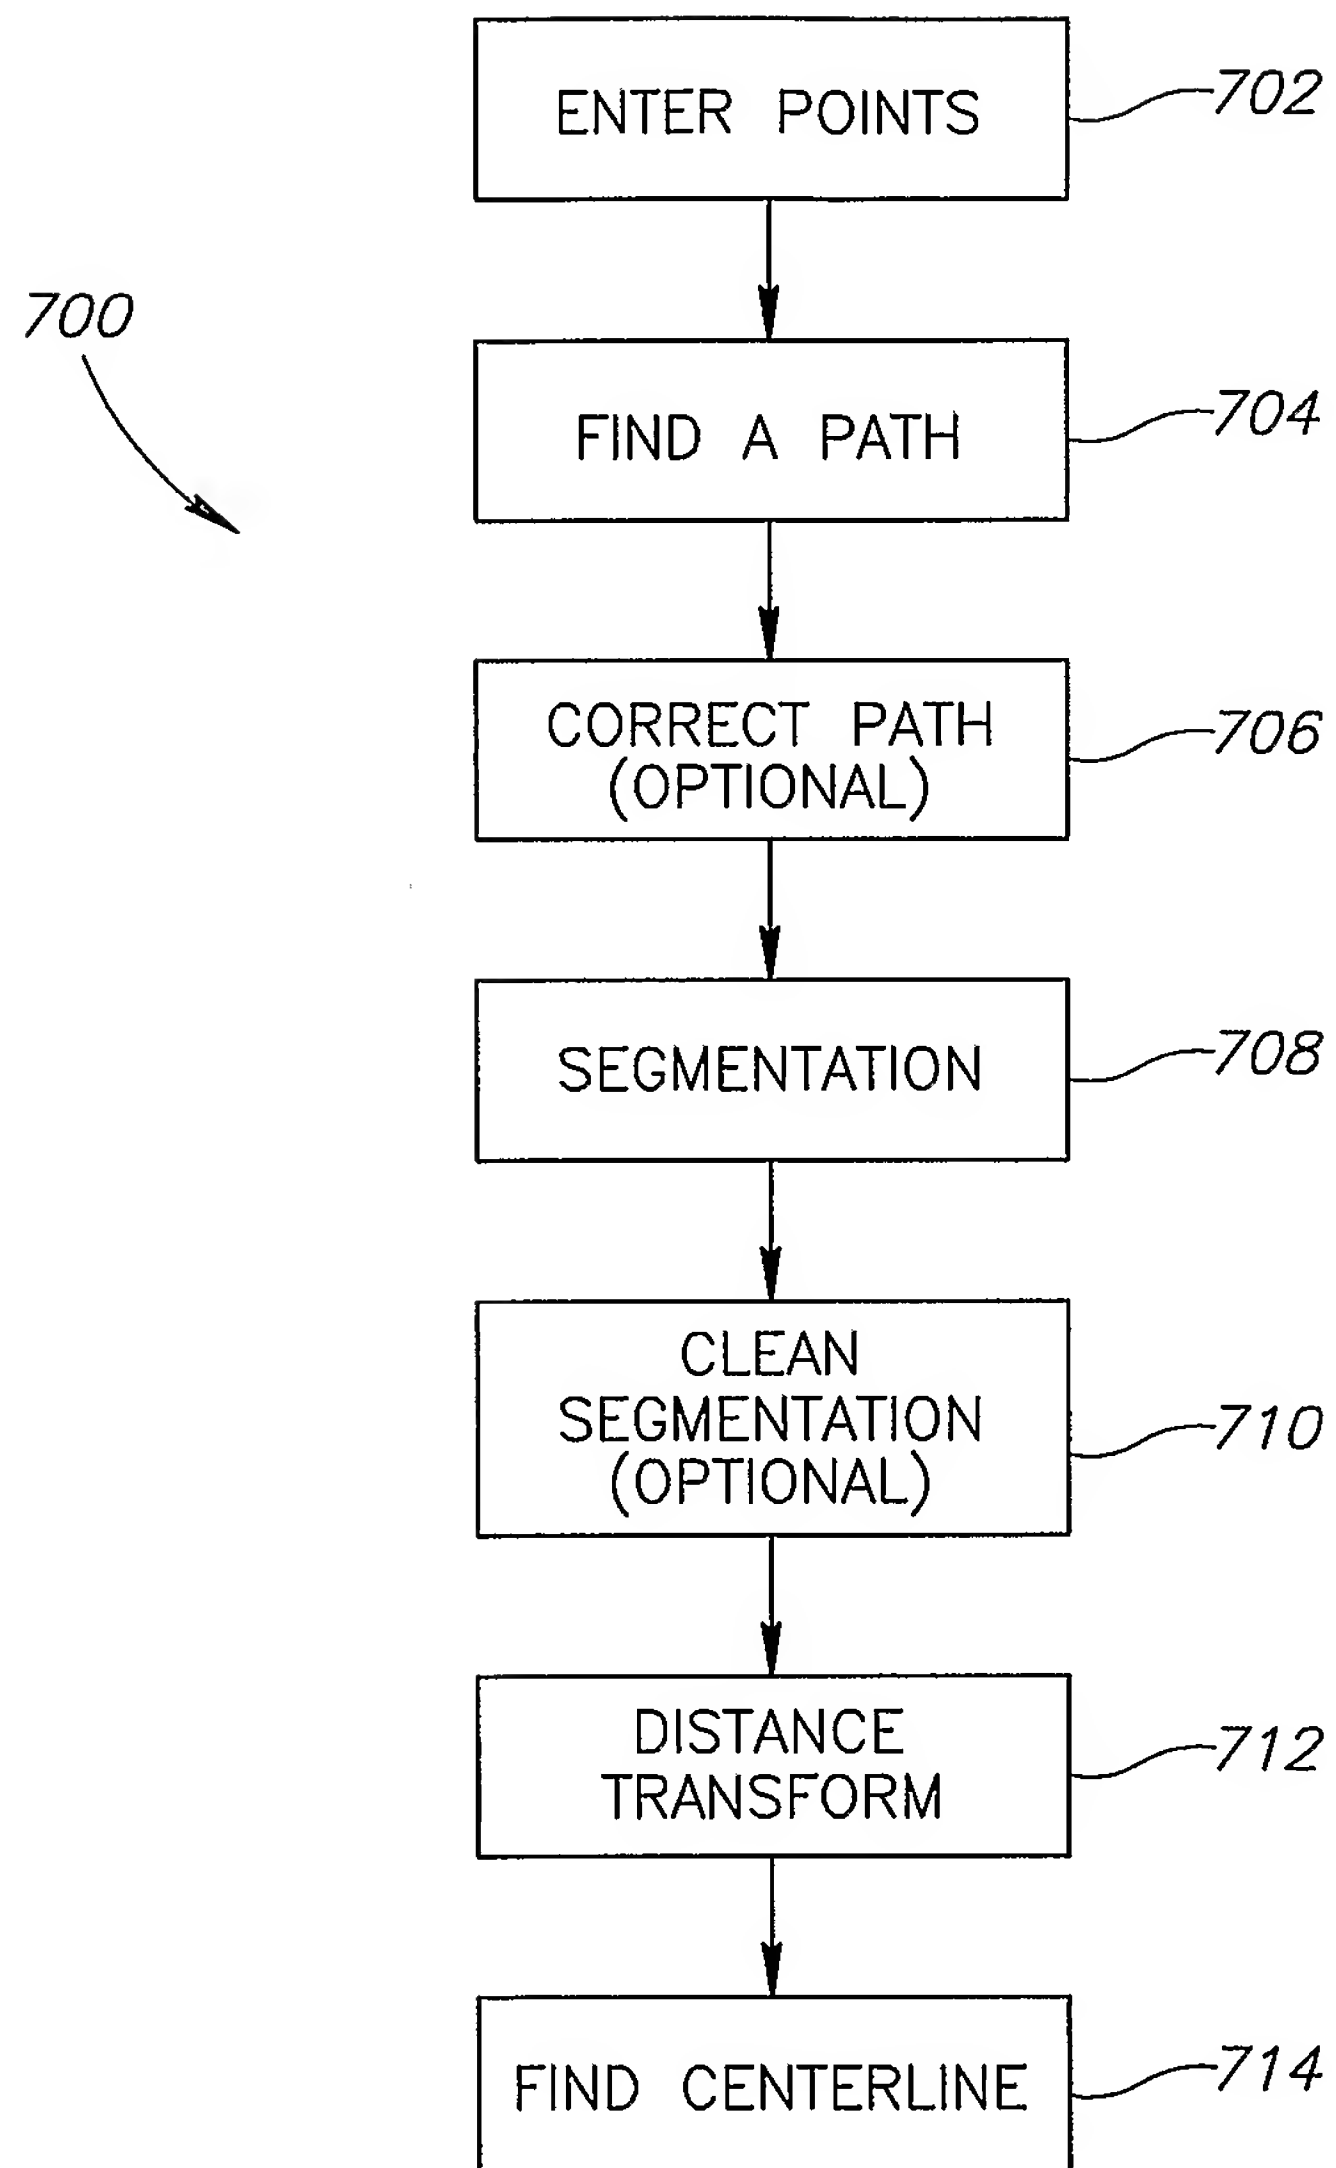 ENTER POINTS
702
700
FIND A PATH
704
CORRECT PATH
(OPTIONAL)
706
SEGMENTATION
708
CLEAN
SEGMENTATION
(OPTIONAL)
710
DISTANCE
TRANSFORM
712
FIND CENTERLINE
714